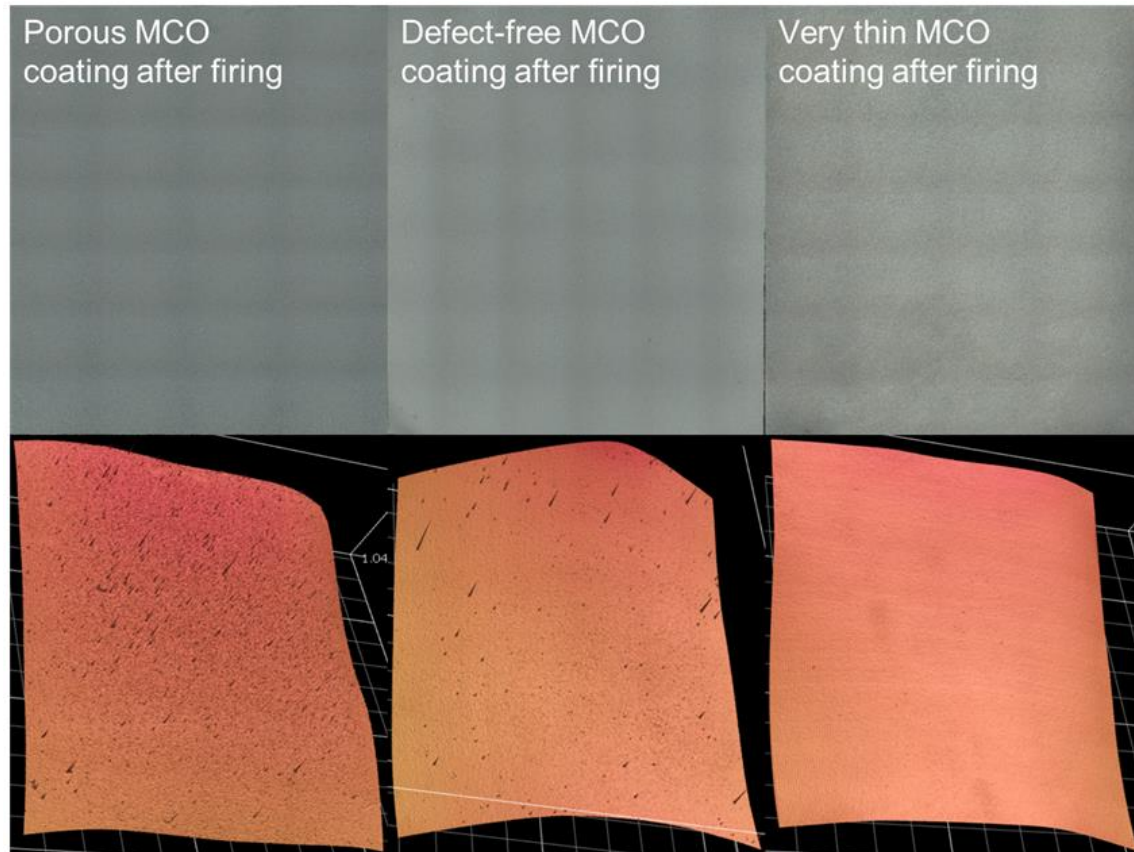 Porous MCO
coating after firing
Defect-free MCO
coating after firing
Very thin MCO
coating after firing
1.04